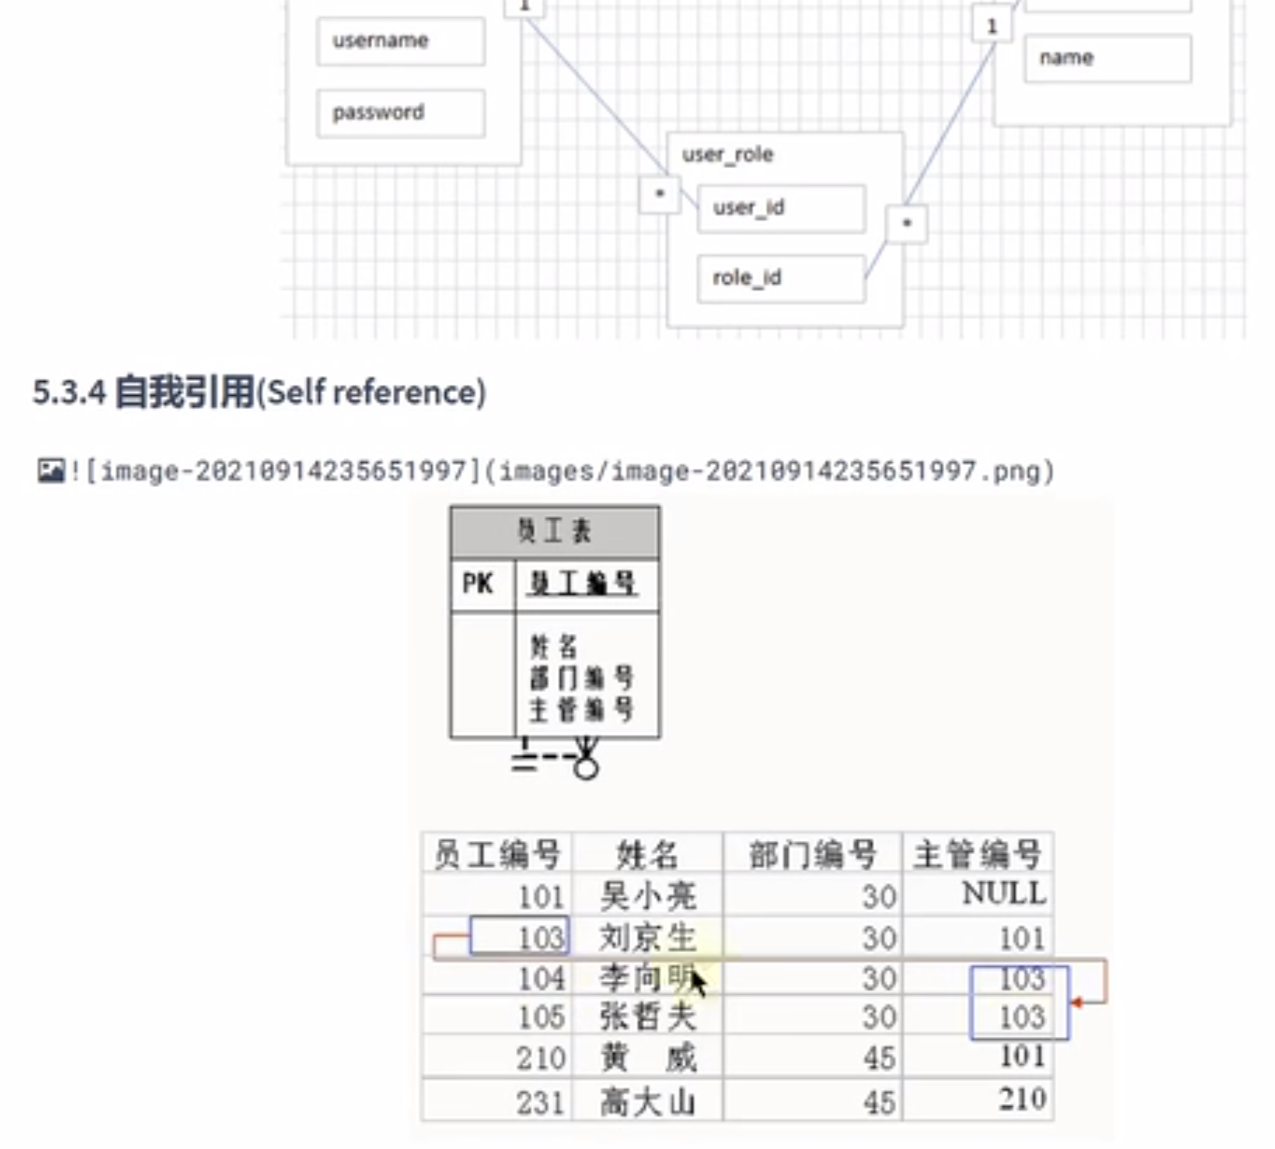 1
1
username
name
password
user_role
*
user_id
*
role_id
5.3.4 自我引用(Self reference)
![image-20210914235651997](images/image-20210914235651997.png)
员工表
PK 员工编号
姓名
部门编号
主管编号
员工编号 姓名 部门编号 主管编号
101 吴小亮 30 NULL
103 刘京生 30 101
104 李向明 30 103
105 张哲夫 30 103
210 黄 威 45 101
231 高大山 45 210